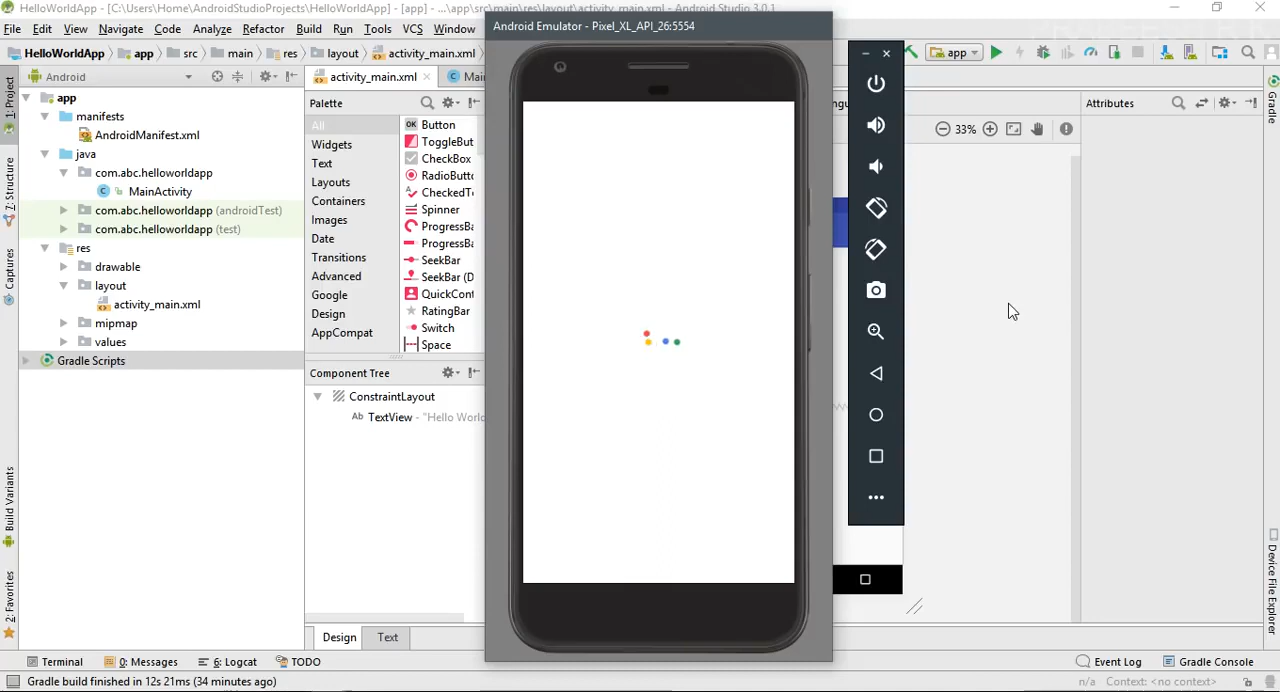 HelloWorldApp - [C:\Users\Home\AndroidStudioProjects\HelloWorldApp] - [app] - ...\app\src\main\res\layout\activity_main.xml - Android Studio 3.0.1
File Edit View Navigate Code Analyze Refactor Build Run Tools VCS Window
Android Emulator - Pixel_XL_API_26:5554
HelloWorldApp app src main res layout activity_main.xml
app
Android
activity_main.xml
Mai
1: Project
7: Structure
Captures
Build Variants
2: Favorites
app
manifests
AndroidManifest.xml
java
com.abc.helloworldapp
MainActivity
com.abc.helloworldapp (androidTest)
com.abc.helloworldapp (test)
res
drawable
layout
activity_main.xml
mipmap
values
Gradle Scripts
Palette
All
Widgets
Text
Layouts
Containers
Images
Date
Transitions
Advanced
Google
Design
AppCompat
OK Button
ToggleBut
CheckBox
RadioButto
CheckedTe
Spinner
ProgressBa
ProgressBa
SeekBar
SeekBar (D
QuickCont
RatingBar
Switch
Space
Component Tree
ConstraintLayout
Ab TextView - "Hello World
Design Text
33%
Attributes
Gradle
Device File Explorer
Terminal 0: Messages 6: Logcat TODO
Event Log Gradle Console
Gradle build finished in 12s 21ms (34 minutes ago)
n/a Context: <no context>